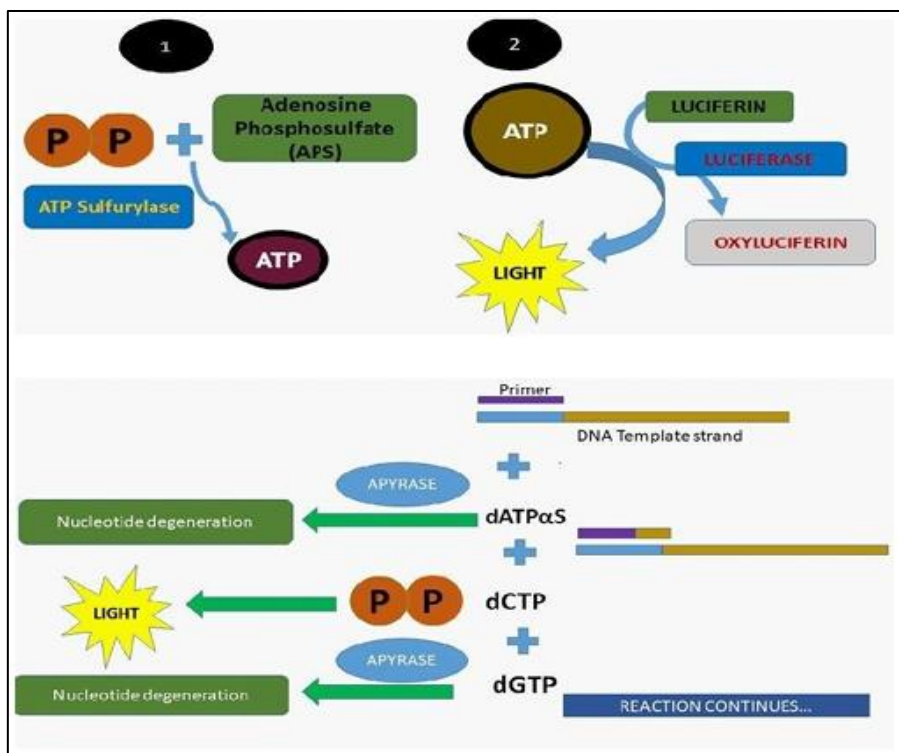 1
2
P P
Adenosine
Phosphosulfate
(APS)
ATP Sulfurylase
ATP
ATP
LUCIFERIN
LUCIFERASE
OXYLUCIFERIN
LIGHT
Primer
DNA Template strand
APYRASE
Nucleotide degeneration
dATPαS
LIGHT
P P
dCTP
APYRASE
Nucleotide degeneration
dGTP
REACTION CONTINUES...